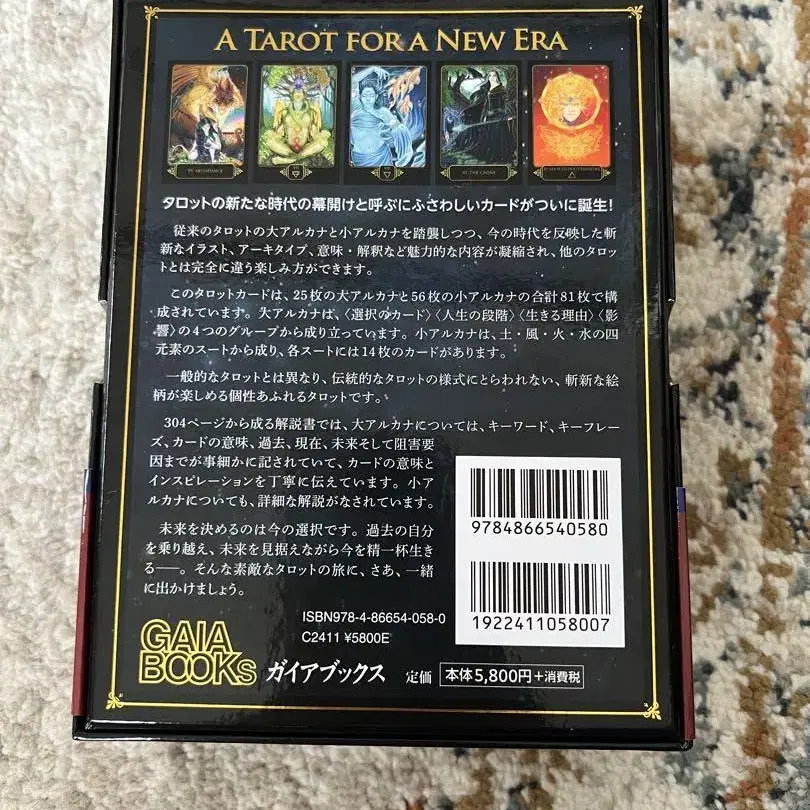 A TAROT FOR A NEW ERA
タロットの新たな時代の幕開けと呼ぶにふさわしいカードがついに誕生!
従来のタロットの大アルカナと小アルカナを踏襲しつつ、今の時代を反映した斬
新なイラスト、アーキタイプ、意味・解釈など魅力的な内容が凝縮され、他のタロッ
トとは完全に違う楽しみ方ができます。
このタロットカードは、25枚の大アルカナと56枚の小アルカナの合計81枚で構
成されています。大アルカナは、〈選択のカード〉〈人生の段階〉〈生きる理由〉〈影
響〉の4つのグループから成り立っています。小アルカナは、土・風・火・水の四
元素のスートから成り、各スートには14枚のカードがあります。
一般的なタロットとは異なり、伝統的なタロットの様式にとらわれない、斬新な絵
柄が楽しめる個性あふれるタロットです。
304ページから成る解説書では、大アルカナについては、キーワード、キーフレー
ズ、カードの意味、過去、現在、未来そして阻害要
因までが事細かに記されていて、カードの意味と
インスピレーションを丁寧に伝えています。小ア
ルカナについても、詳細な解説がなされています。
未来を決めるのは今の選択です。過去の自分
を乗り越え、未来を見据えながら今を精一杯生き
る──。そんな素敵なタロットの旅に、さあ、一緒
に出かけましょう。
9784866540580
1922411058007
ISBN978-4-86654-058-0
C2411 ¥5800E
GAIA
BOOKS ガイアブックス 定価 本体5,800円+消費税